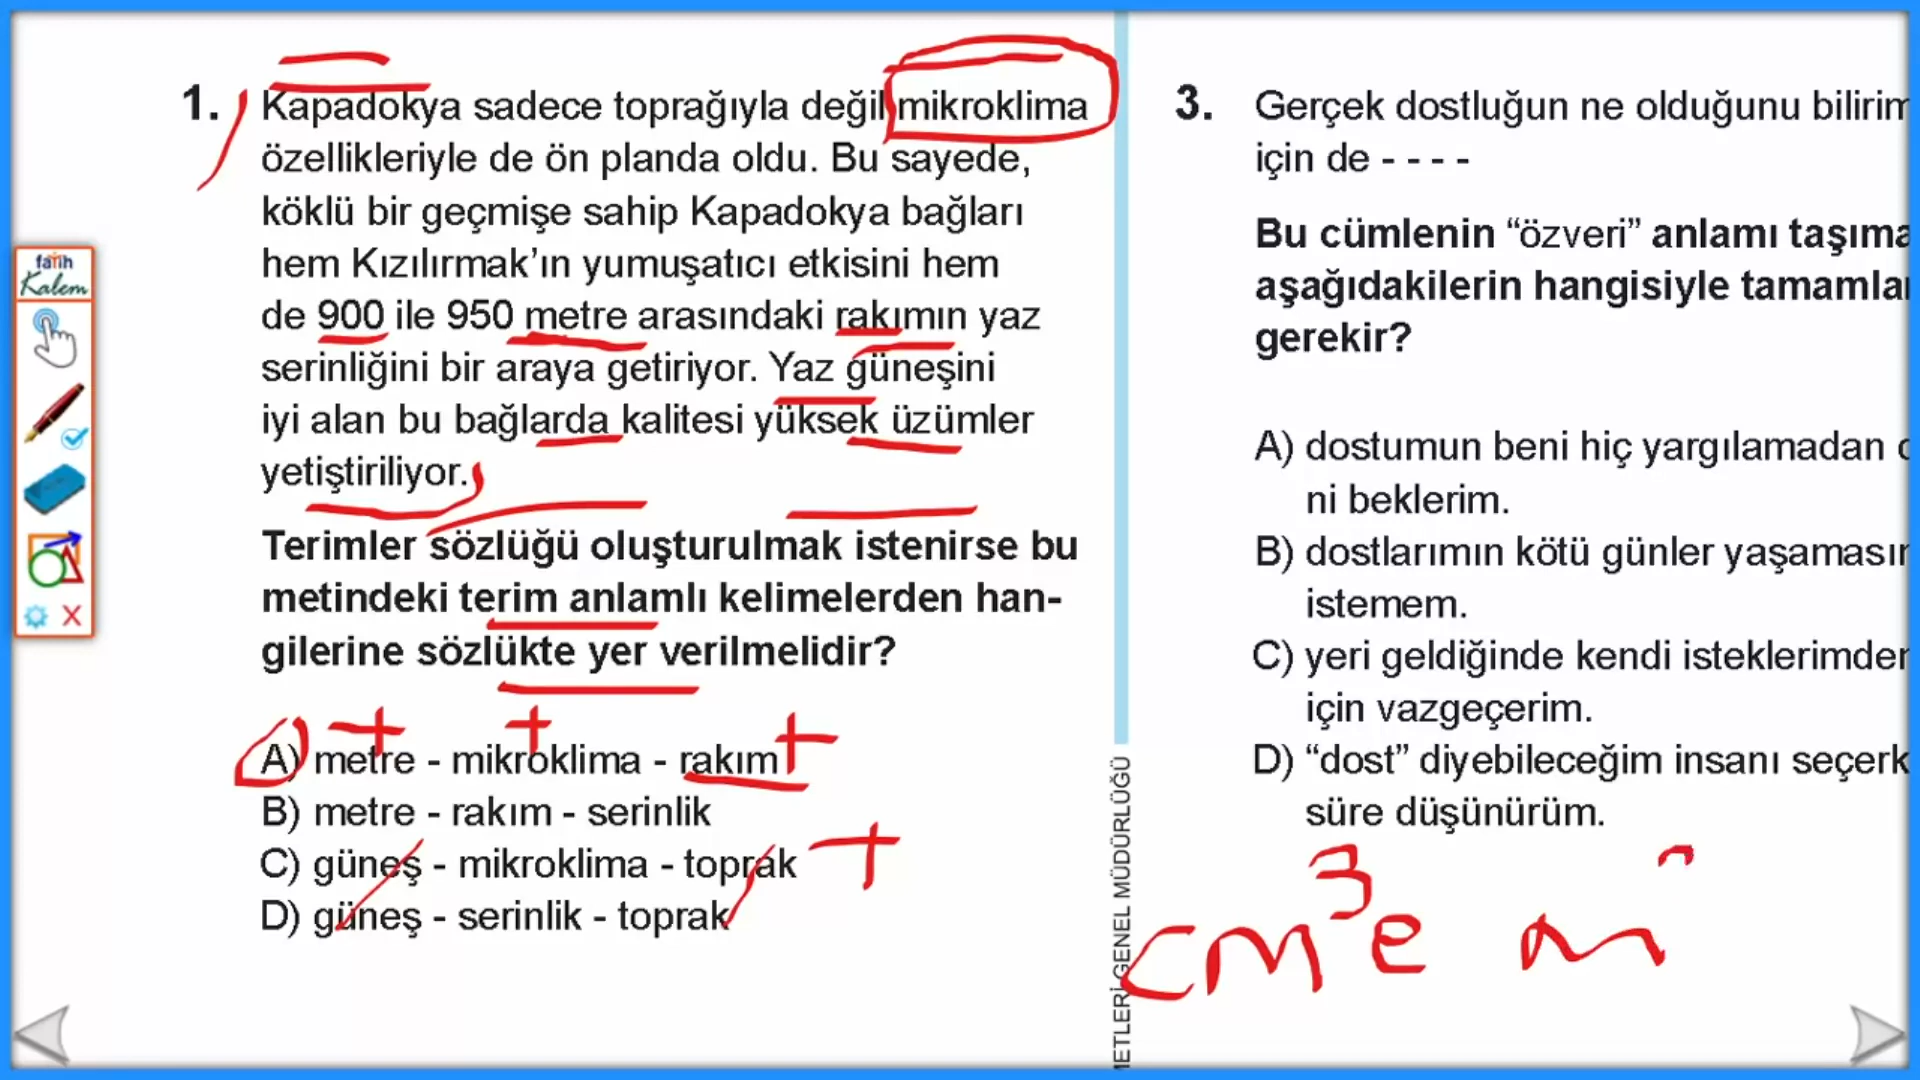 1. Kapadokya sadece toprağıyla değil mikroklima
özellikleriyle de ön planda oldu. Bu sayede,
köklü bir geçmişe sahip Kapadokya bağları
hem Kızılırmak’ın yumuşatıcı etkisini hem
de 900 ile 950 metre arasındaki rakımın yaz
serinliğini bir araya getiriyor. Yaz güneşini
iyi alan bu bağlarda kalitesi yüksek üzümler
yetiştiriliyor.
Terimler sözlüğü oluşturulmak istenirse bu
metindeki terim anlamlı kelimelerden han-
gilerine sözlükte yer verilmelidir?
A) metre - mikroklima - rakım
B) metre - rakım - serinlik
C) güneş - mikroklima - toprak
D) güneş - serinlik - toprak
3. Gerçek dostluğun ne olduğunu bilirim
için de - - - -
Bu cümlenin “özveri” anlamı taşıma
aşağıdakilerin hangisiyle tamamla
gerekir?
A) dostumun beni hiç yargılamadan
ni beklerim.
B) dostlarımın kötü günler yaşamasın
istemem.
C) yeri geldiğinde kendi isteklerimden
için vazgeçerim.
D) “dost” diyebileceğim insanı seçerk
süre düşünürüm.
METLERİ GENEL MÜDÜRLÜĞÜ
fatih
Kalem
cm³e